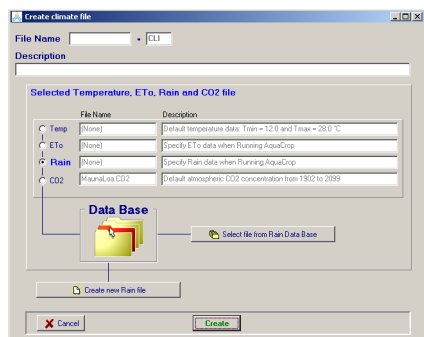 Create climate file
File Name . CLI
Description
Selected Temperature, ETo, Rain and CO2 file
File Name Description
Temp (None) Default temperature data: Tmin = 12.0 and Tmax = 28.0 °C
ETo (None) Specify ETo data when Running AquaCrop
Rain (None) Specify Rain data when Running AquaCrop
CO2 MaunaLoa.CO2 Default atmospheric CO2 concentration from 1902 to 2099
Data Base
Select file from Rain Data Base
Create new Rain file
Cancel Create